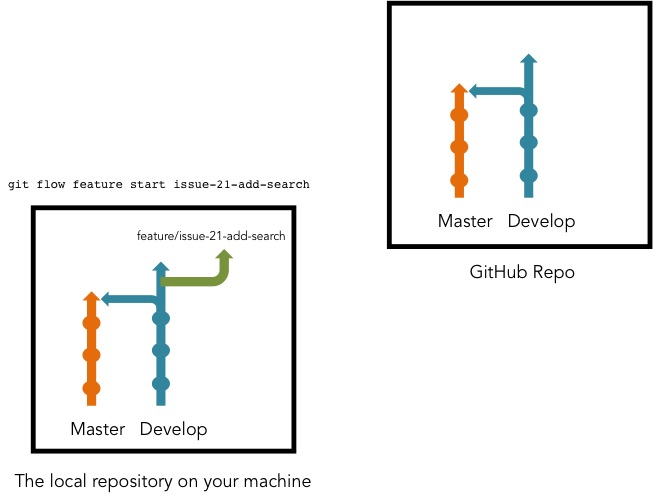 Master Develop
GitHub Repo
git flow feature start issue-21-add-search
feature/issue-21-add-search
Master Develop
The local repository on your machine